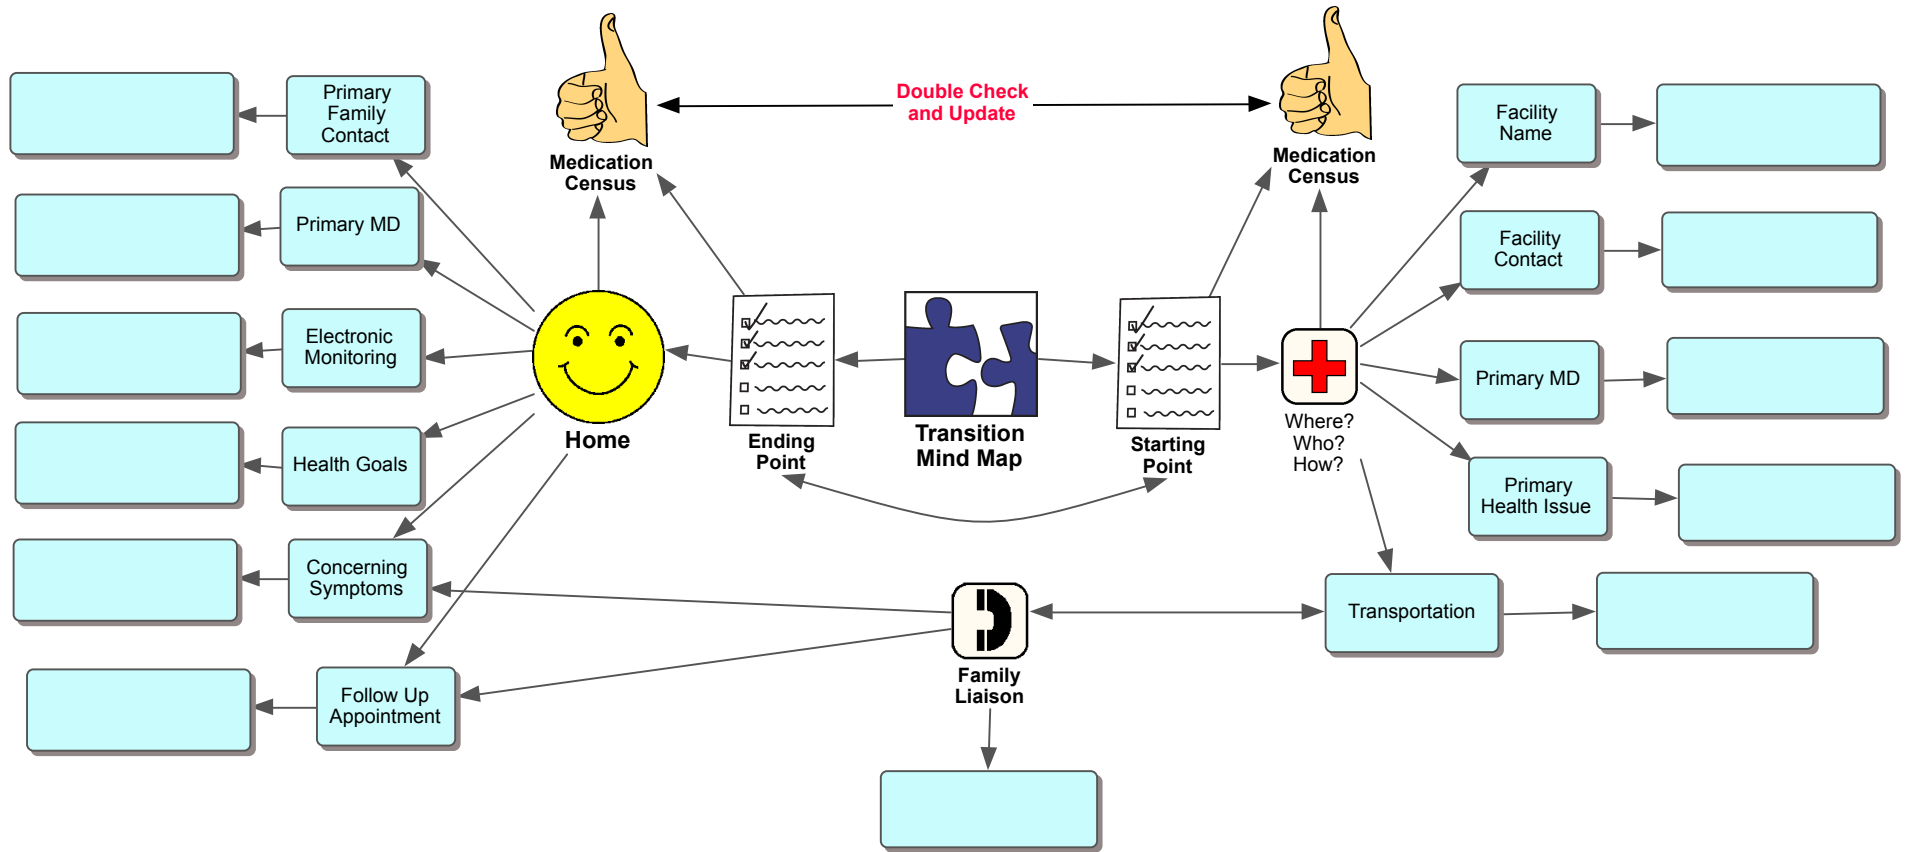 Double Check
and Update
Primary
Family
Contact
Medication
Census
Medication
Census
Facility
Name
Primary MD
Facility
Contact
Electronic
Monitoring
Primary MD
Home
Ending
Point
Transition
Mind Map
Starting
Point
Where?
Who?
How?
Health Goals
Primary
Health Issue
Concerning
Symptoms
Transportation
Family
Liaison
Follow Up
Appointment